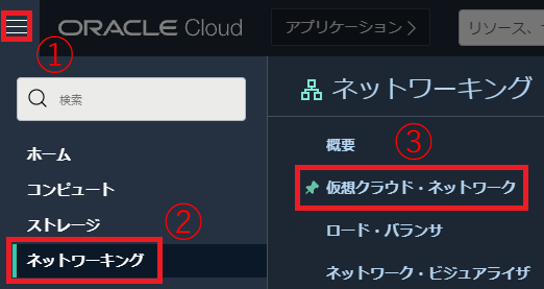 ORACLE Cloud
アプリケーション
リソース、
①
検索
ホーム
コンピュート
ストレージ
②
ネットワーキング
ネットワーキング
概要
③
仮想クラウド・ネットワーク
ロード・バランサ
ネットワーク・ビジュアライザ